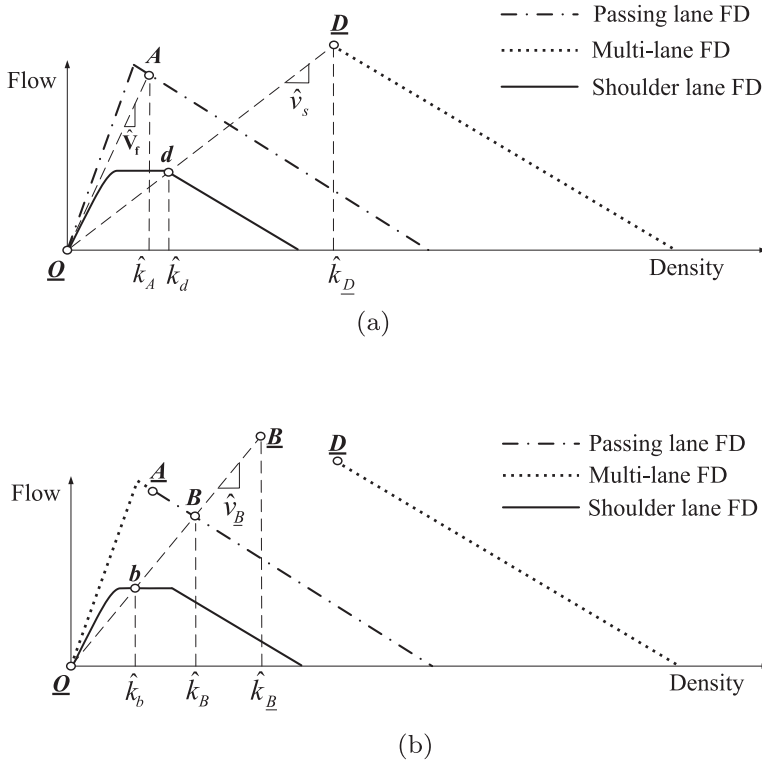 Passing lane FD
Multi-lane FD
Shoulder lane FD
Flow
A
D
v̂s
V̂f
d
O
k̂A
k̂d
k̂D
Density
(a)
B
D
Passing lane FD
Multi-lane FD
Shoulder lane FD
Flow
A
B
v̂B
b
O
k̂b
k̂B
k̂B
Density
(b)